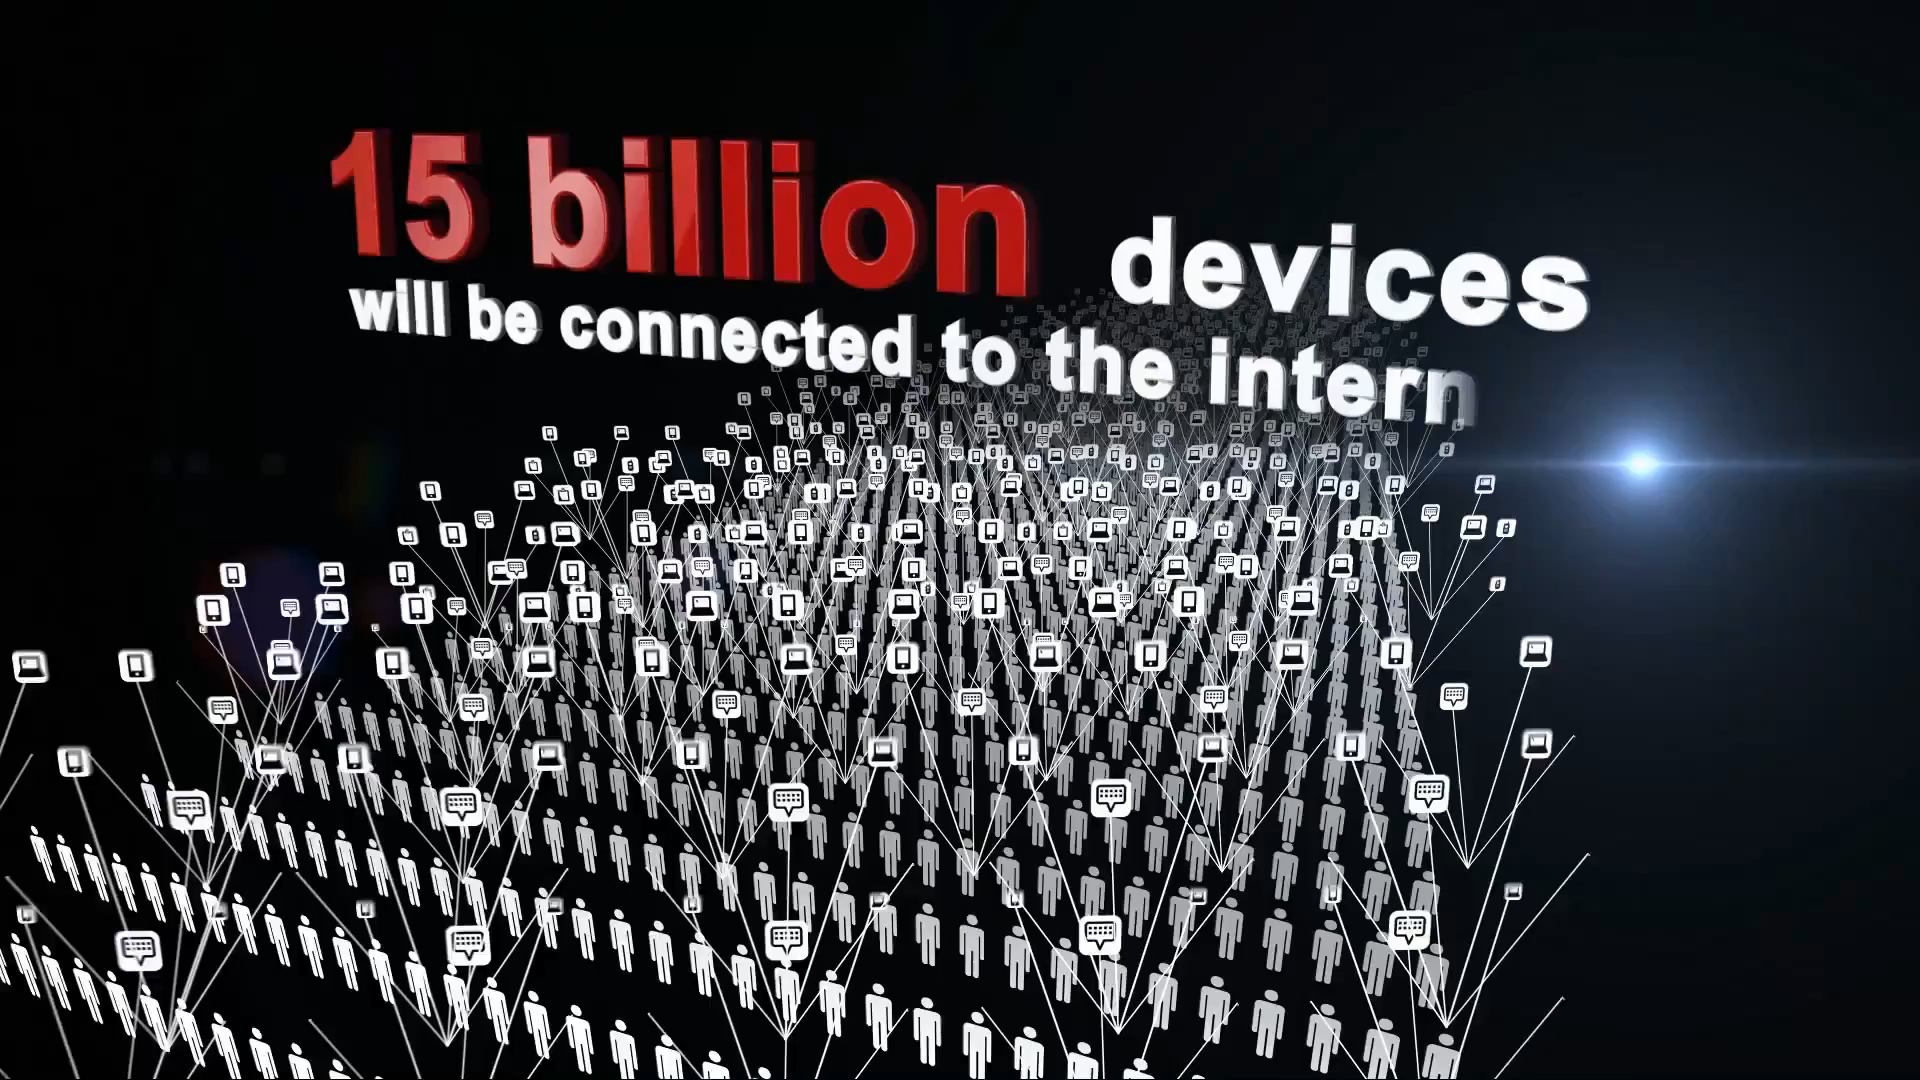 15 billion devices
will be connected to the intern